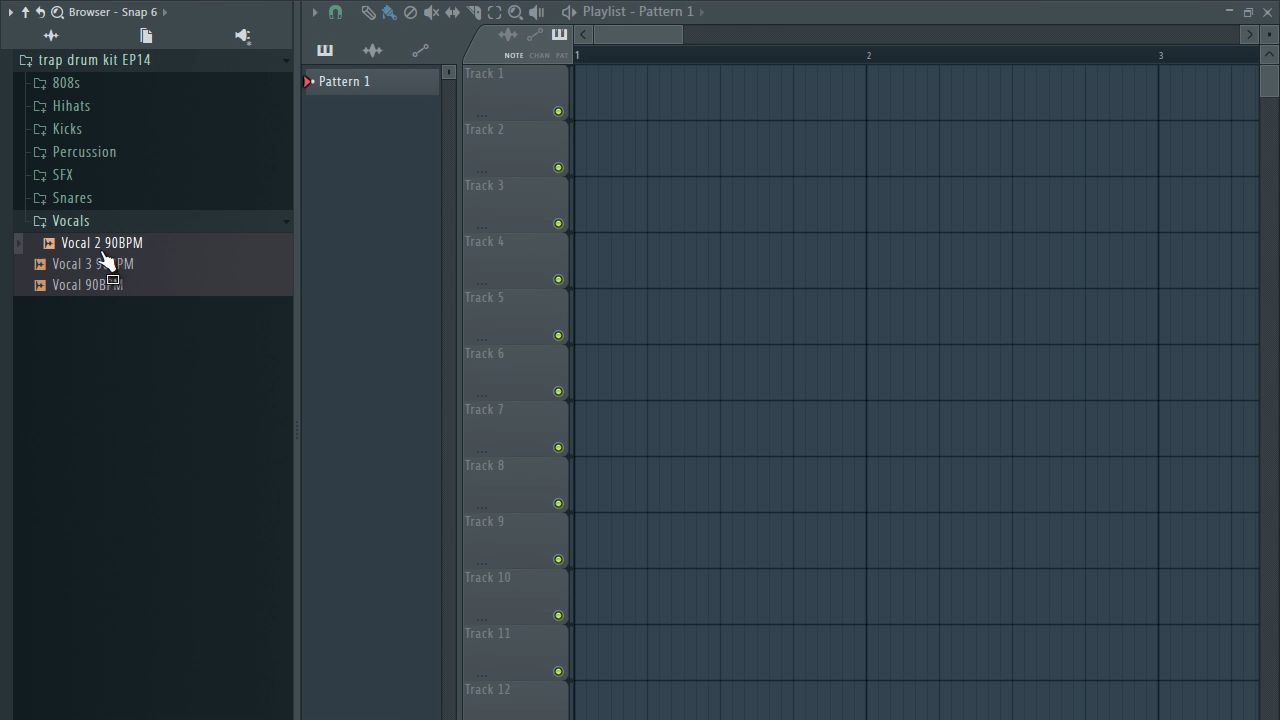 Browser - Snap 6
Playlist - Pattern 1
trap drum kit EP14
808s
Hihats
Kicks
Percussion
SFX
Snares
Vocals
Vocal 2 90BPM
Vocal 3 PM
Vocal 90BPM
Pattern 1
NOTE CHAN PAT
1 2 3
Track 1
Track 2
Track 3
Track 4
Track 5
Track 6
Track 7
Track 8
Track 9
Track 10
Track 11
Track 12